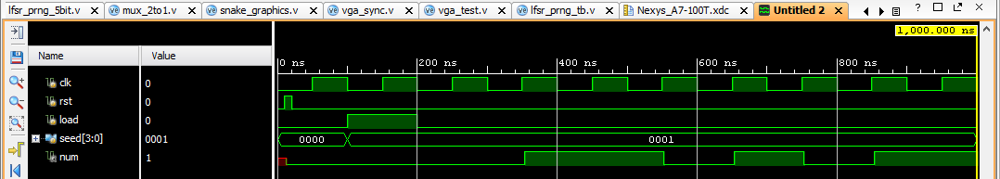 lfsr_prng_5bit.v mux_2to1.v snake_graphics.v vga_sync.v vga_test.v lfsr_prng_tb.v Nexys_A7-100T.xdc Untitled 2
1,000.000 ns
Name Value
0 ns 200 ns 400 ns 600 ns 800 ns
clk 0
rst 0
load 0
seed[3:0] 0001 0000 0001
num 1